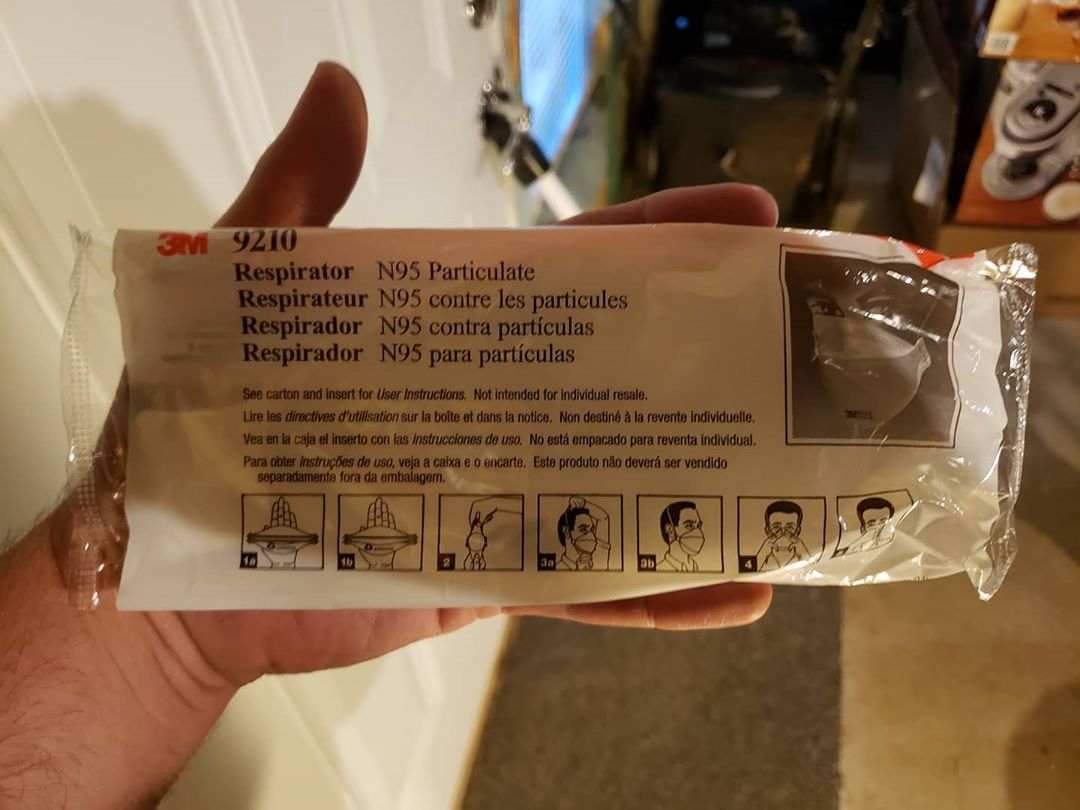 3M 9210
Respirator N95 Particulate
Respirateur N95 contre les particules
Respirador N95 contra partículas
Respirador N95 para partículas
See carton and insert for User Instructions. Not intended for individual resale.
Lire les directives d'utilisation sur la boîte et dans la notice. Non destiné à la revente individuelle.
Vea en la caja el inserto con las instrucciones de uso. No está empacado para reventa individual.
Para obter instruções de uso, veja a caixa e o encarte. Este produto não deverá ser vendido
separadamente fora da embalagem.
1a 1b 2 3a 3b 4